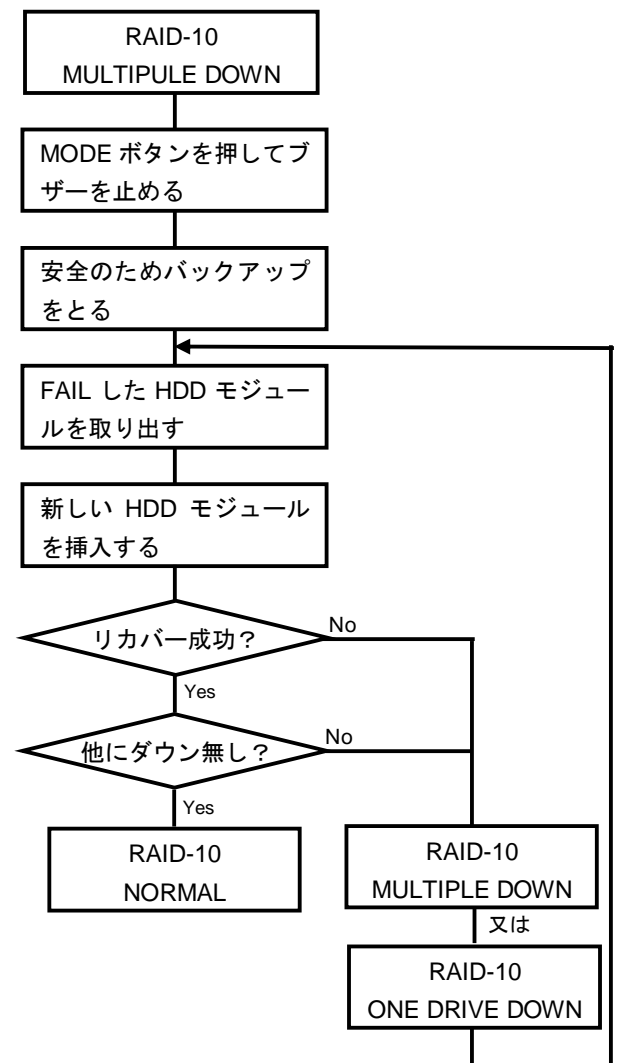 RAID-10
MULTIPULE DOWN
MODE ボタンを押してブ
ザーを止める
安全のためバックアップ
をとる
FAIL した HDD モジュー
ルを取り出す
新しい HDD モジュール
を挿入する
リカバー成功？
No
Yes
他にダウン無し？
No
Yes
RAID-10
NORMAL
RAID-10
MULTIPLE DOWN
又は
RAID-10
ONE DRIVE DOWN